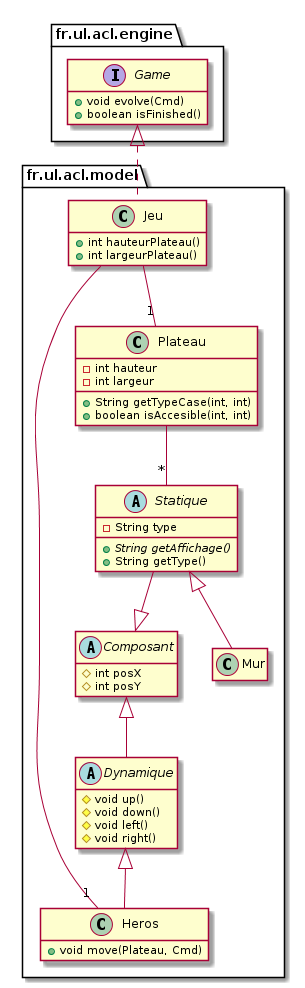 fr.ul.acl.engine
I Game
void evolve(Cmd)
boolean isFinished()
fr.ul.acl.model
C Jeu
int hauteurPlateau()
int largeurPlateau()
1
C Plateau
int hauteur
int largeur
String getTypeCase(int, int)
boolean isAccesible(int, int)
*
A Statique
String type
String getAffichage()
String getType()
A Composant
int posX
int posY
C Mur
A Dynamique
void up()
void down()
void left()
void right()
1
C Heros
void move(Plateau, Cmd)